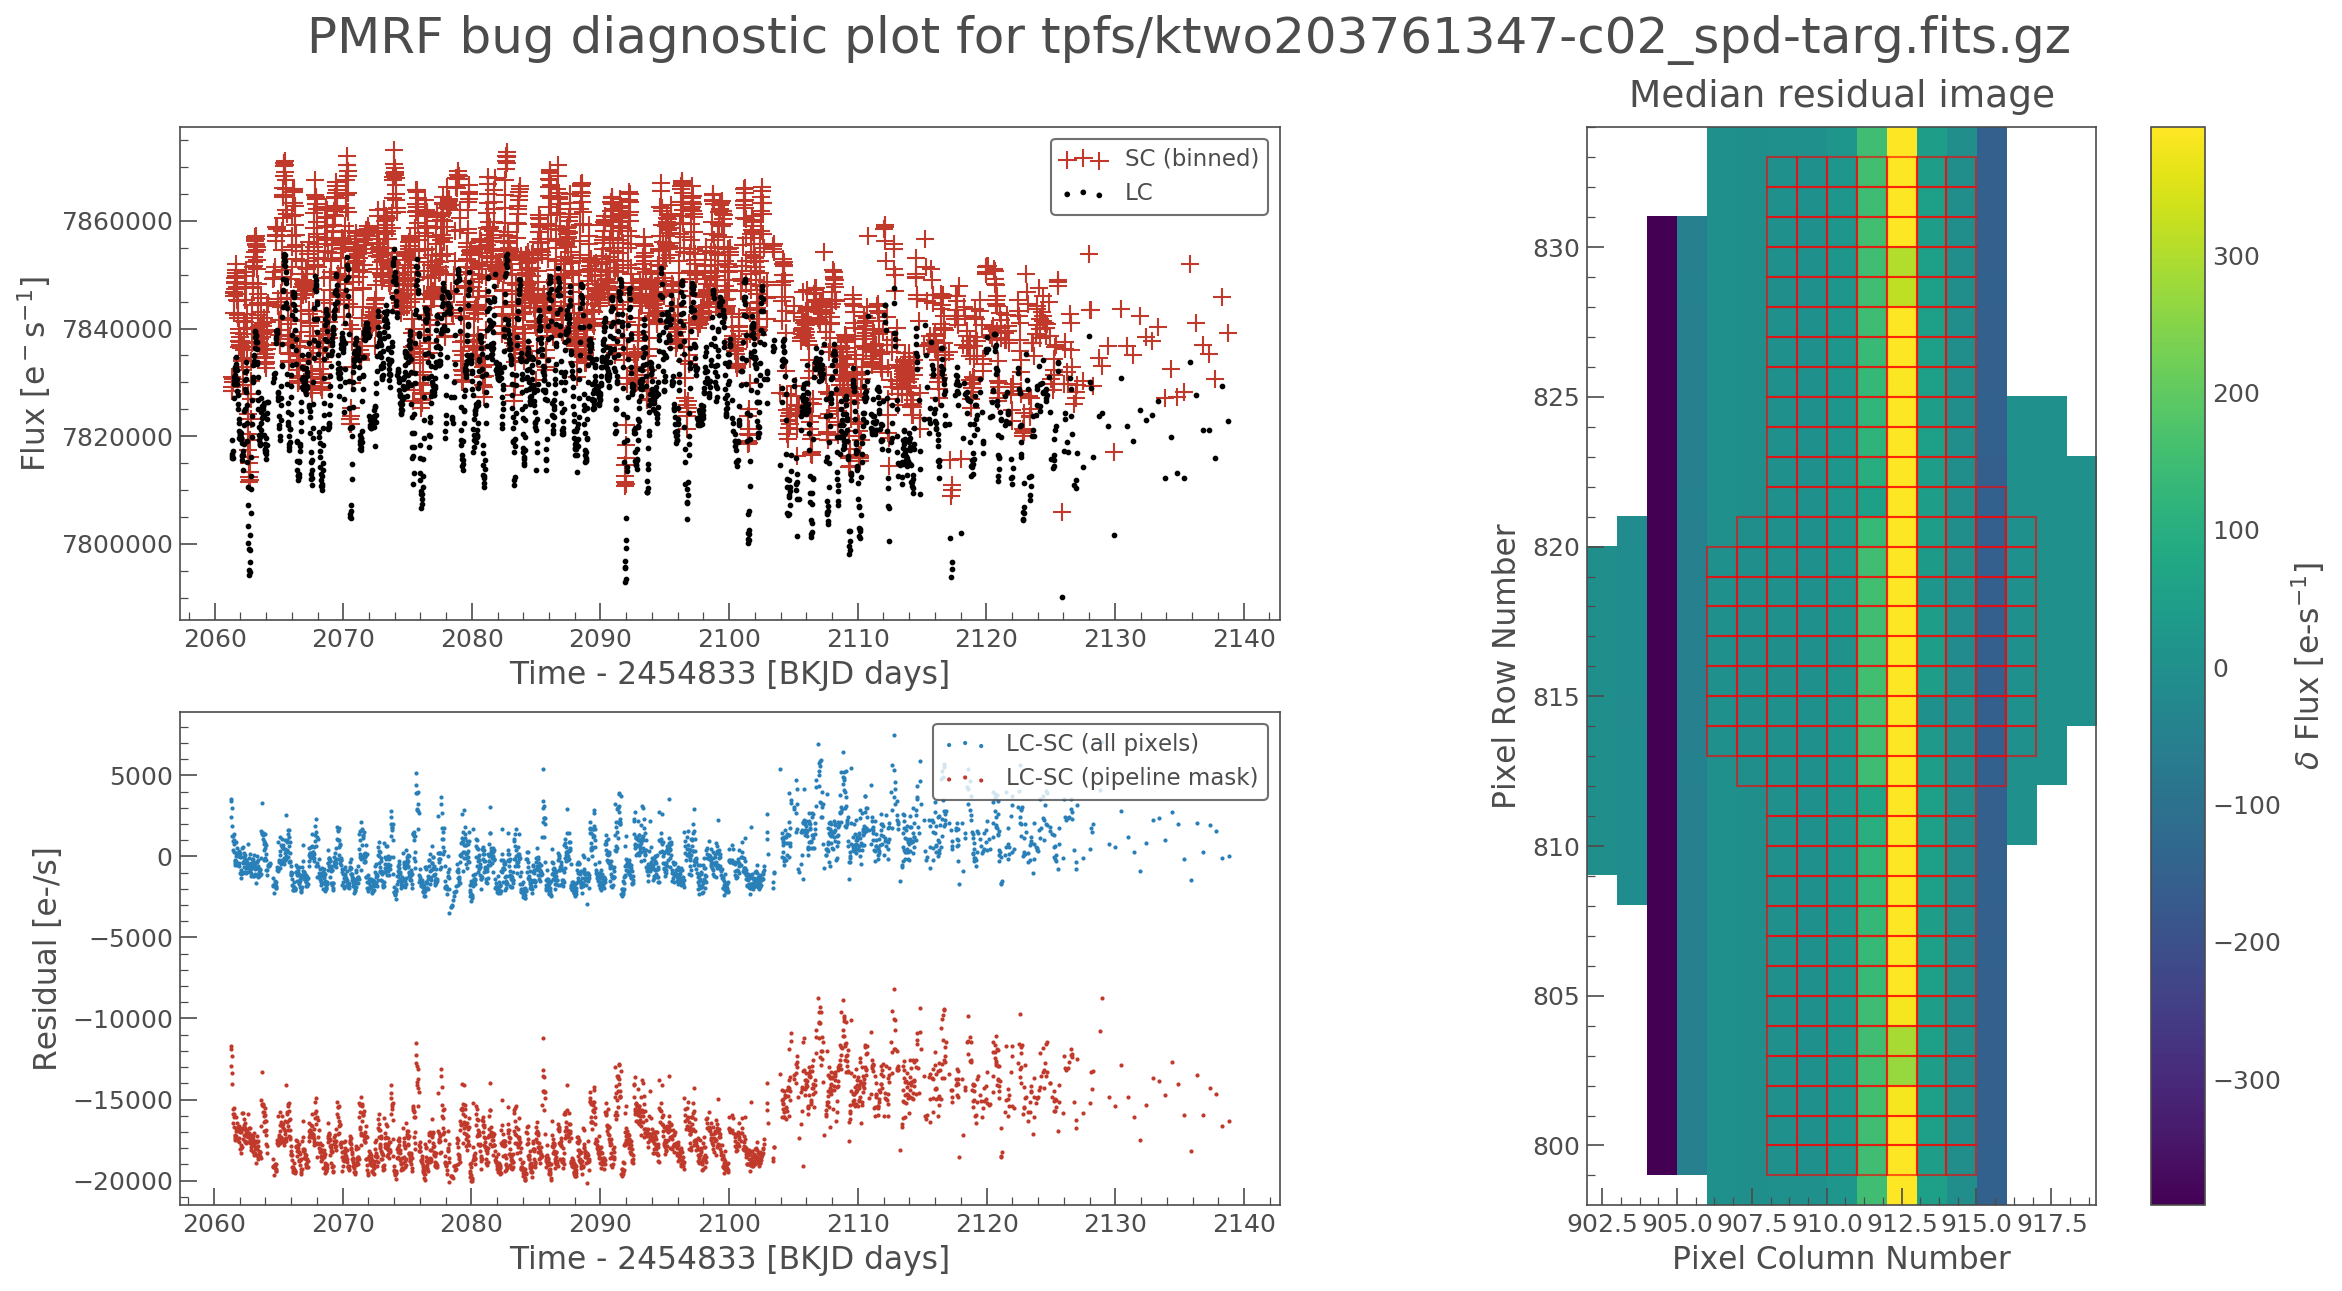 PMRF bug diagnostic plot for tpfs/ktwo203761347-c02_spd-targ.fits.gz
Flux [e⁻ s⁻¹]
7860000
7840000
7820000
7800000
SC (binned)
LC
2060 2070 2080 2090 2100 2110 2120 2130 2140
Time - 2454833 [BKJD days]
Residual [e-/s]
5000
0
−5000
−10000
−15000
−20000
LC-SC (all pixels)
LC-SC (pipeline mask)
2060 2070 2080 2090 2100 2110 2120 2130 2140
Time - 2454833 [BKJD days]
Median residual image
Pixel Row Number
830
825
820
815
810
805
800
902.5 905.0 907.5 910.0 912.5 915.0 917.5
Pixel Column Number
300
200
100
0
−100
−200
−300
δ Flux [e-s⁻¹]